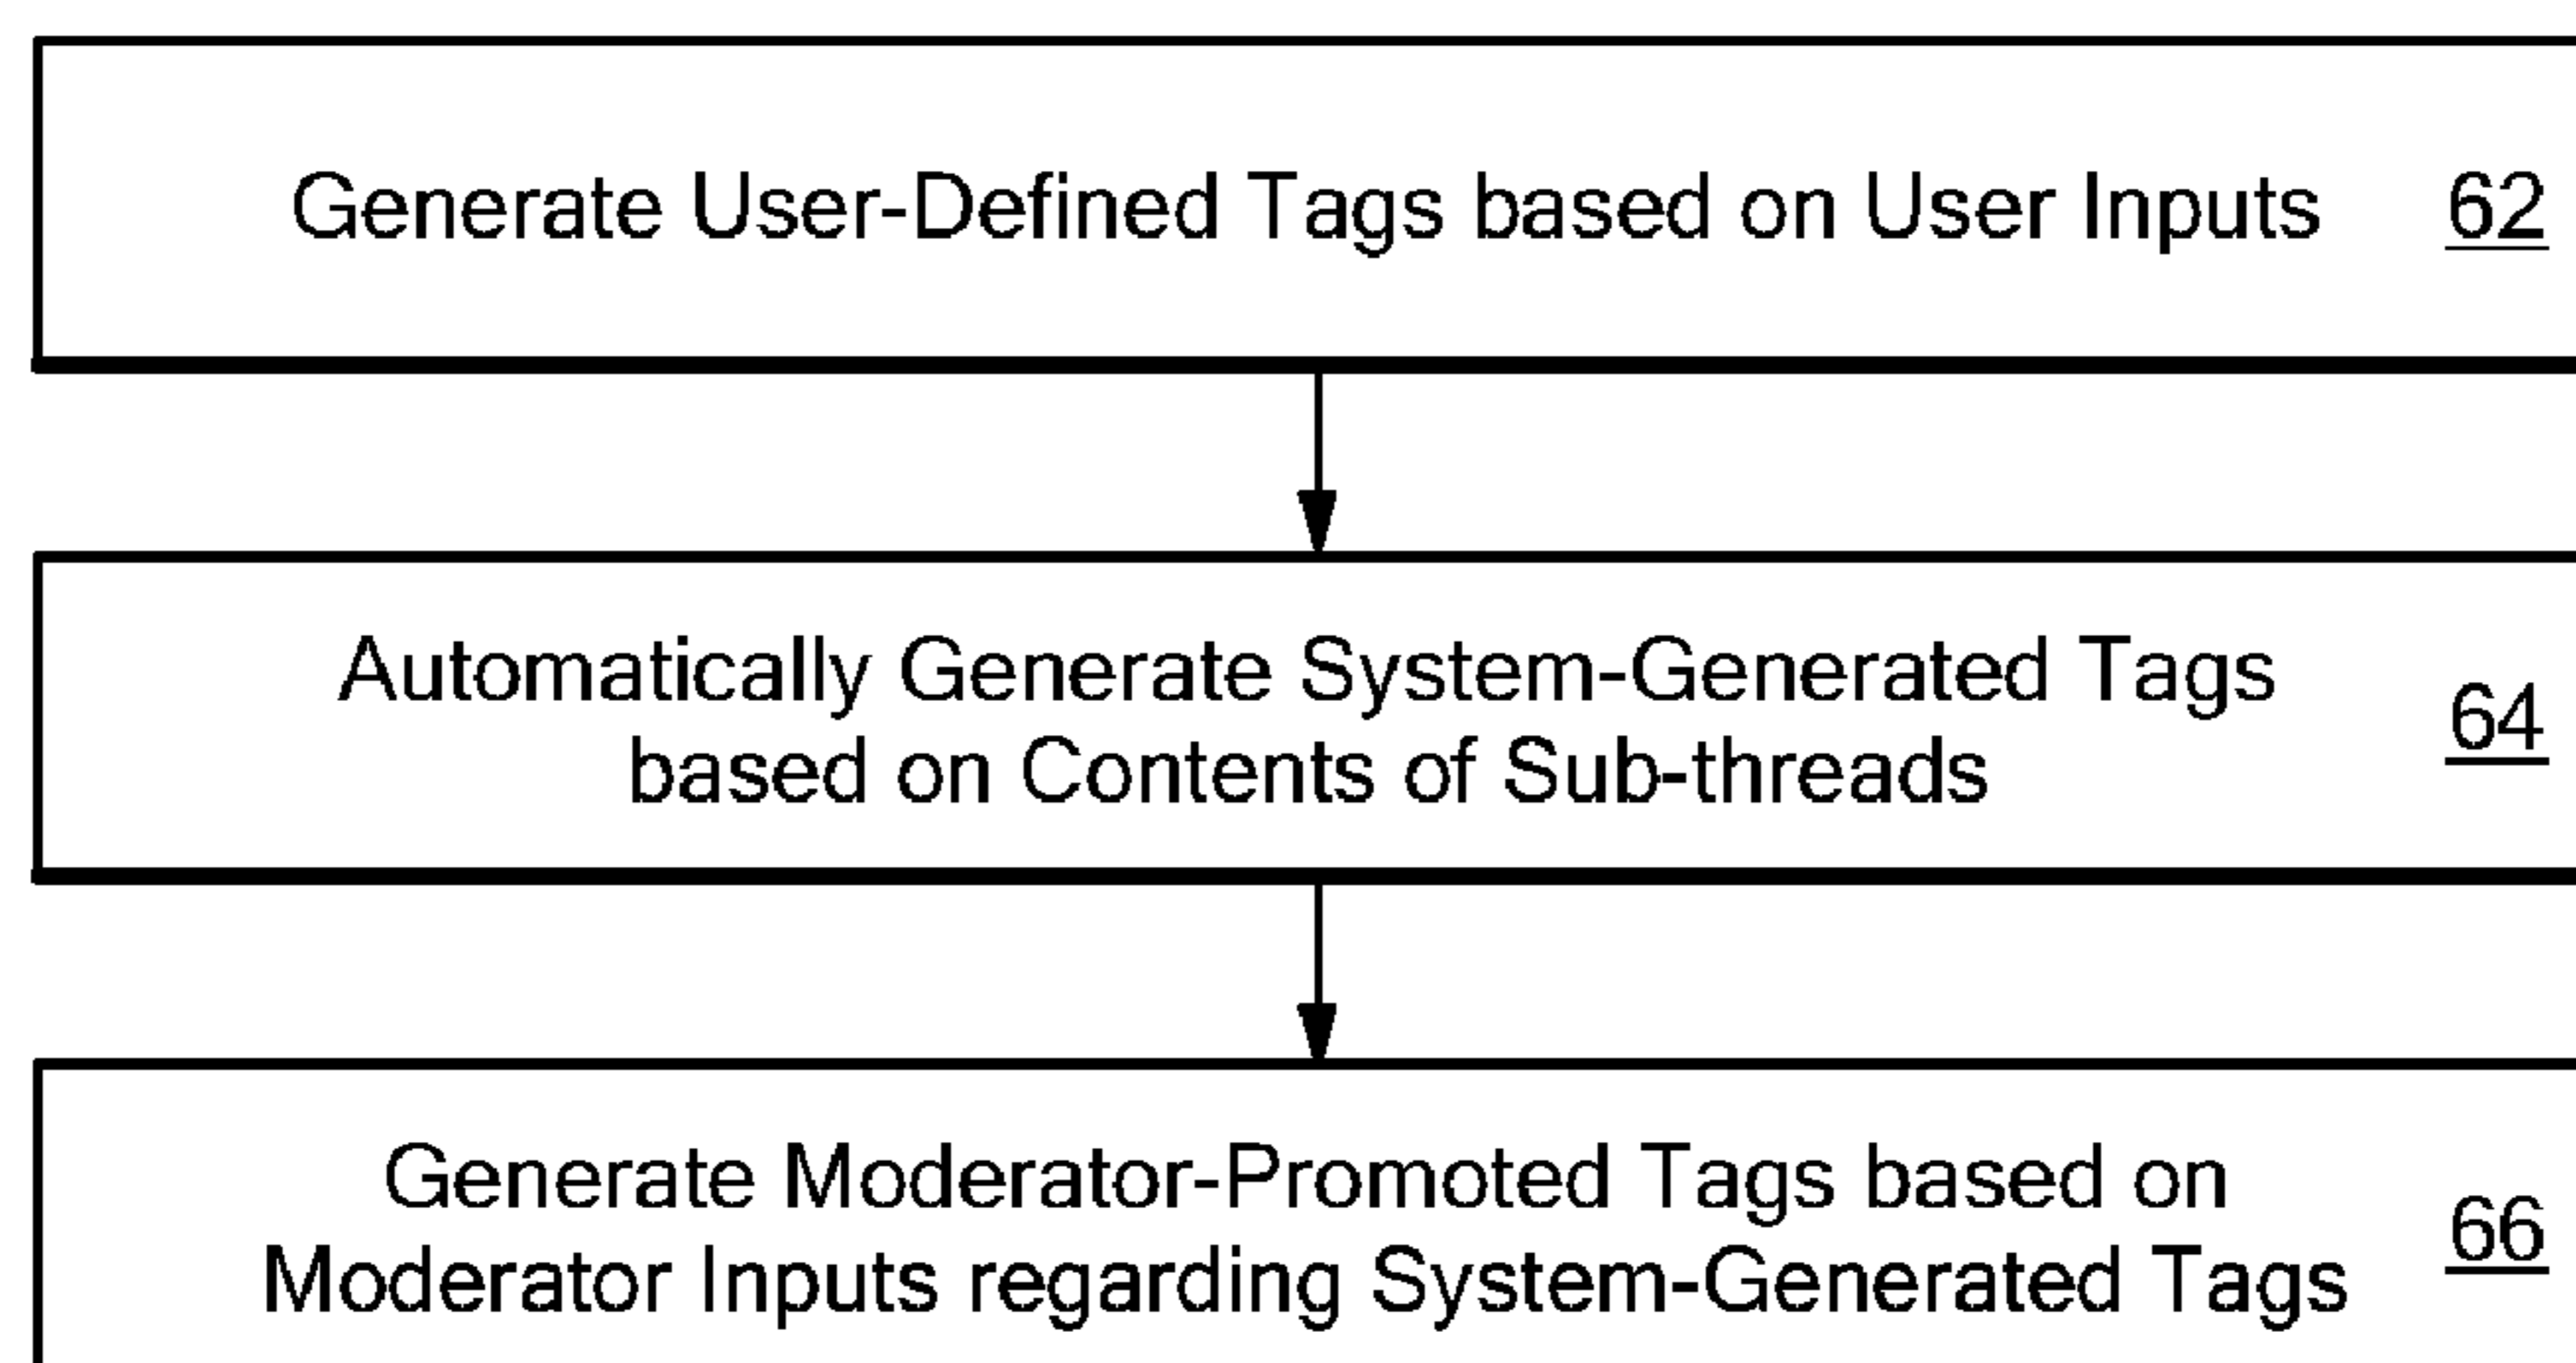 Generate User-Defined Tags based on User Inputs 62
Automatically Generate System-Generated Tags
based on Contents of Sub-threads
64
Generate Moderator-Promoted Tags based on
Moderator Inputs regarding System-Generated Tags
66